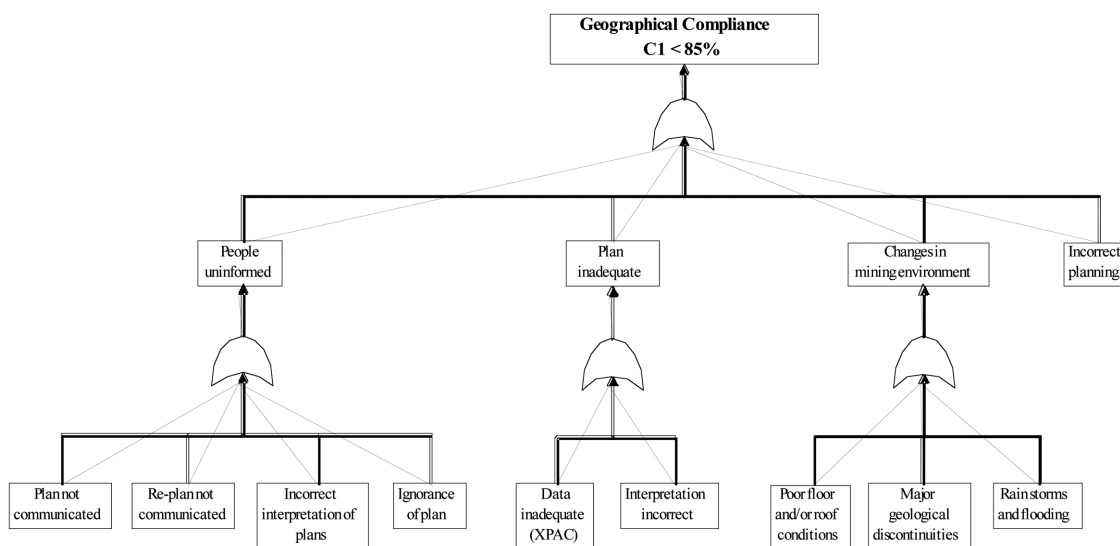 Geographical Compliance
C1 < 85%
People
uninformed
Plan
inadequate
Changes in
mining environment
Incorrect
planning
Plan not
communicated
Re-plan not
communicated
Incorrect
interpretation of
plans
Ignorance
of plan
Data
inadequate
(XPAC)
Interpretation
incorrect
Poor floor
and/or roof
conditions
Major
geological
discontinuities
Rain storms
and flooding